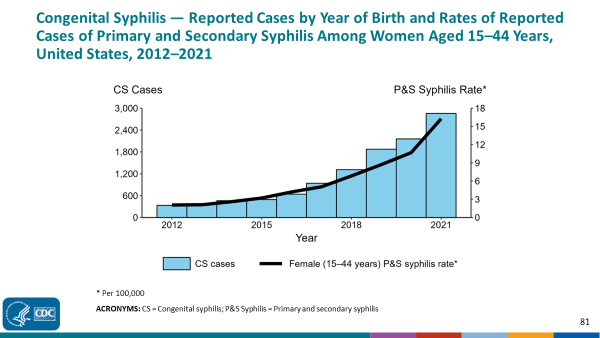 Congenital Syphilis — Reported Cases by Year of Birth and Rates of Reported
Cases of Primary and Secondary Syphilis Among Women Aged 15–44 Years,
United States, 2012–2021
CS Cases
P&S Syphilis Rate*
3,000
2,400
1,800
1,200
600
0
18
15
12
9
6
3
0
2012
2015
2018
2021
Year
CS cases
Female (15–44 years) P&S syphilis rate*
* Per 100,000
ACRONYMS: CS = Congenital syphilis; P&S Syphilis = Primary and secondary syphilis
CDC
81